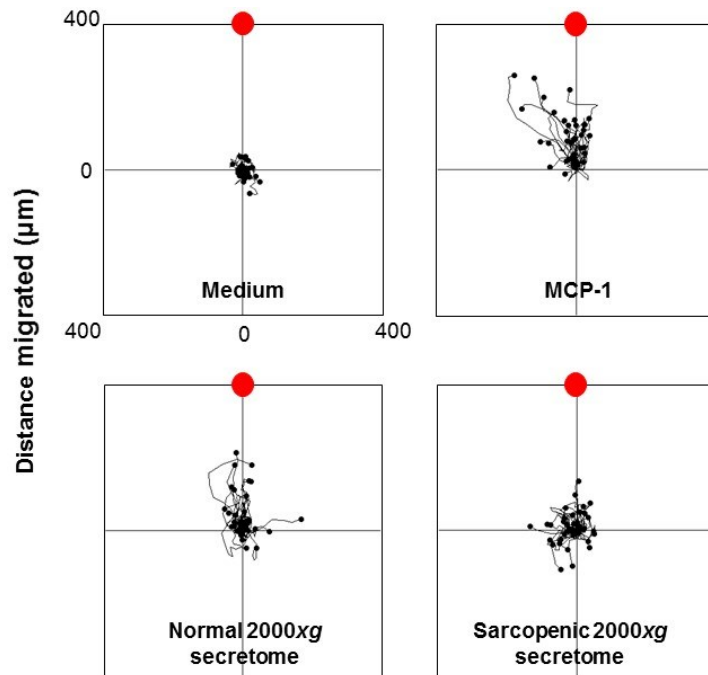 400
0
Medium
MCP-1
400
0
400
Distance migrated (µm)
Normal 2000xg
secretome
Sarcopenic 2000xg
secretome